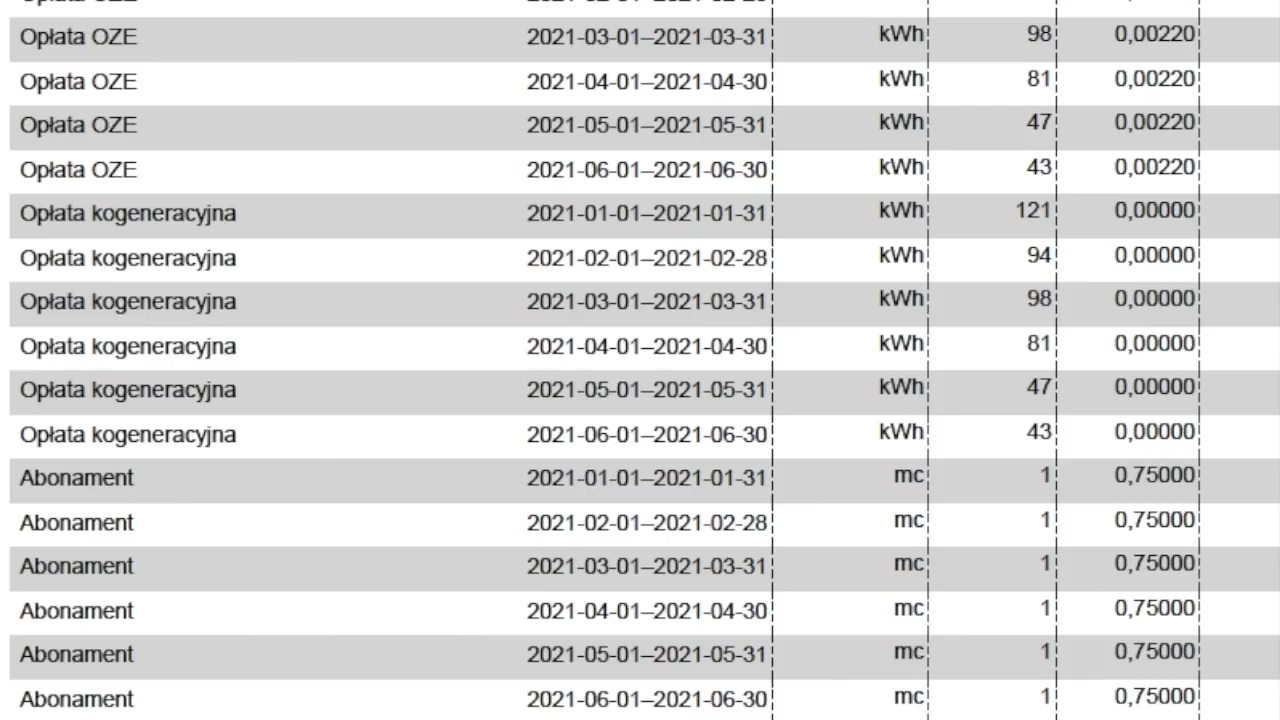 Opłata OZE 2021-03-01–2021-03-31 kWh 98 0,00220
Opłata OZE 2021-04-01–2021-04-30 kWh 81 0,00220
Opłata OZE 2021-05-01–2021-05-31 kWh 47 0,00220
Opłata OZE 2021-06-01–2021-06-30 kWh 43 0,00220
Opłata kogeneracyjna 2021-01-01–2021-01-31 kWh 121 0,00000
Opłata kogeneracyjna 2021-02-01–2021-02-28 kWh 94 0,00000
Opłata kogeneracyjna 2021-03-01–2021-03-31 kWh 98 0,00000
Opłata kogeneracyjna 2021-04-01–2021-04-30 kWh 81 0,00000
Opłata kogeneracyjna 2021-05-01–2021-05-31 kWh 47 0,00000
Opłata kogeneracyjna 2021-06-01–2021-06-30 kWh 43 0,00000
Abonament 2021-01-01–2021-01-31 mc 1 0,75000
Abonament 2021-02-01–2021-02-28 mc 1 0,75000
Abonament 2021-03-01–2021-03-31 mc 1 0,75000
Abonament 2021-04-01–2021-04-30 mc 1 0,75000
Abonament 2021-05-01–2021-05-31 mc 1 0,75000
Abonament 2021-06-01–2021-06-30 mc 1 0,75000